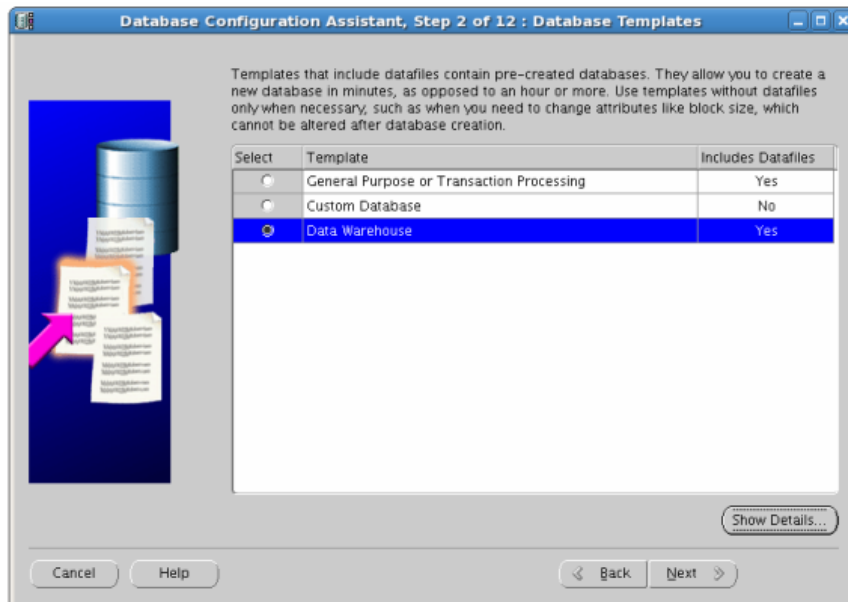 Database Configuration Assistant, Step 2 of 12 : Database Templates
Templates that include datafiles contain pre-created databases. They allow you to create a
new database in minutes, as opposed to an hour or more. Use templates without datafiles
only when necessary, such as when you need to change attributes like block size, which
cannot be altered after database creation.
Select Template Includes Datafiles
General Purpose or Transaction Processing Yes
Custom Database No
Data Warehouse Yes
Show Details...
Cancel Help Back Next